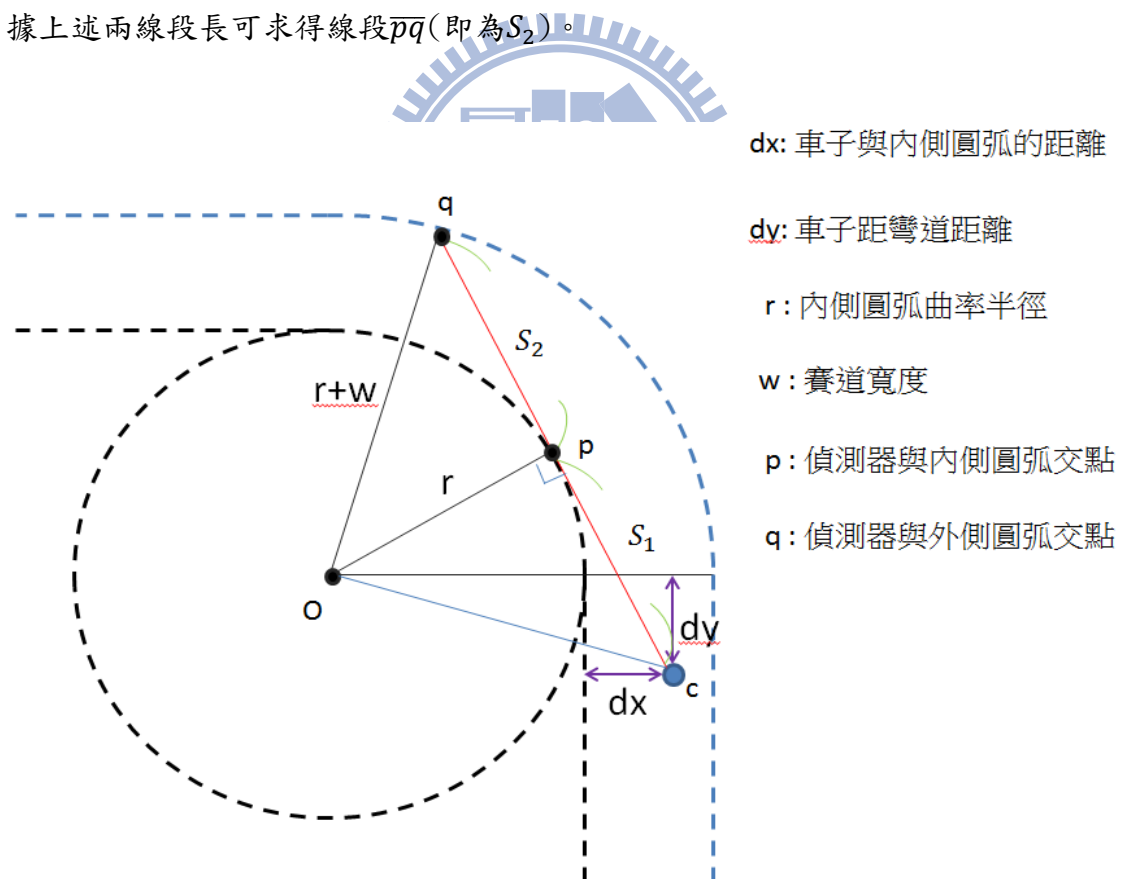 據上述兩線段長可求得線段p̅q̅(即為S₂)。
dx: 車子與內側圓弧的距離
q
dy: 車子距彎道距離
r : 內側圓弧曲率半徑
S₂
r+w
w : 賽道寬度
p
p : 偵測器與內側圓弧交點
r
S₁
q : 偵測器與外側圓弧交點
O
dy
dx
c